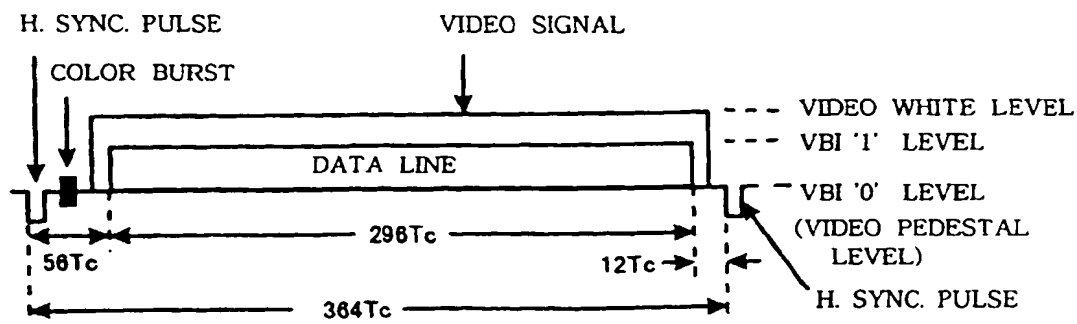 H. SYNC. PULSE
VIDEO SIGNAL
COLOR BURST
VIDEO WHITE LEVEL
VBI '1' LEVEL
DATA LINE
VBI '0' LEVEL
(VIDEO PEDESTAL
LEVEL)
56Tc
296Tc
12Tc
364Tc
H. SYNC. PULSE